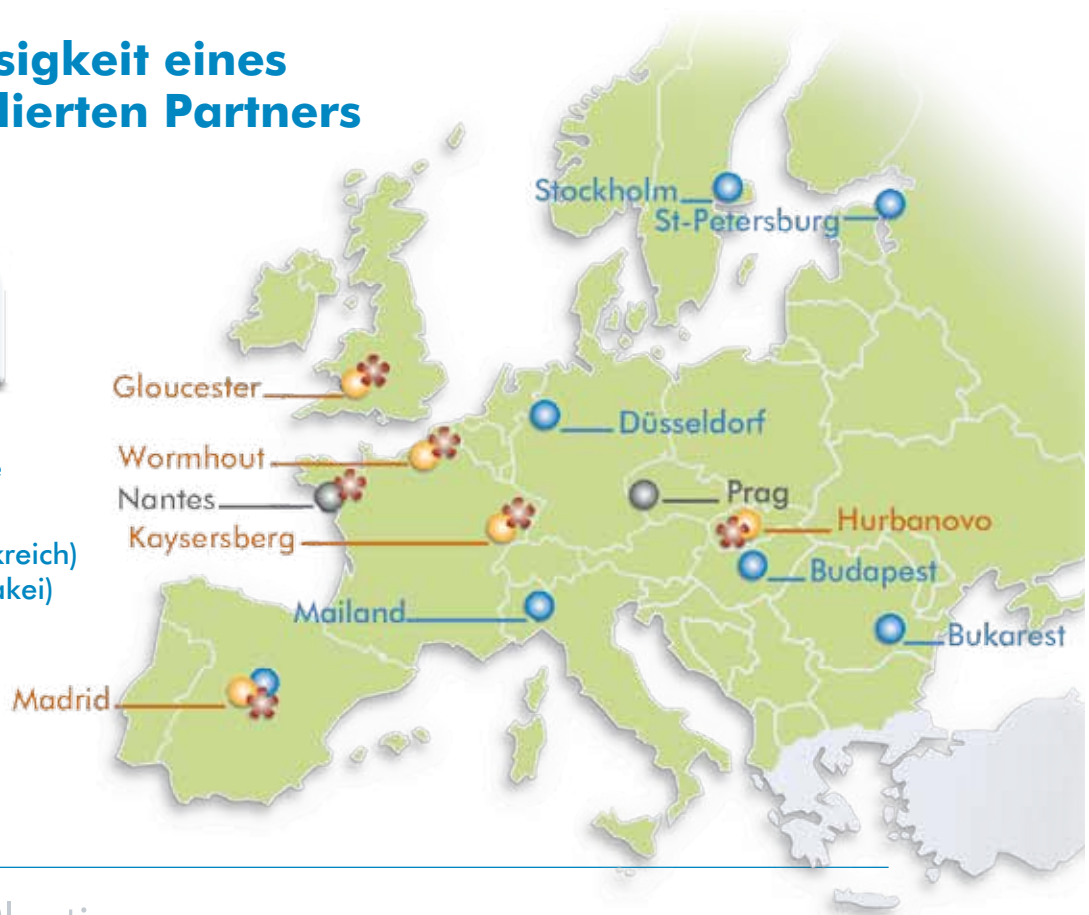 sigkeit eines
lierten Partners
Stockholm
St-Petersburg
Gloucester
Düsseldorf
Wormhout
Nantes
Prag
Hurbanovo
Kaysersberg
kreich)
akei)
Budapest
Mailand
Bukarest
Madrid